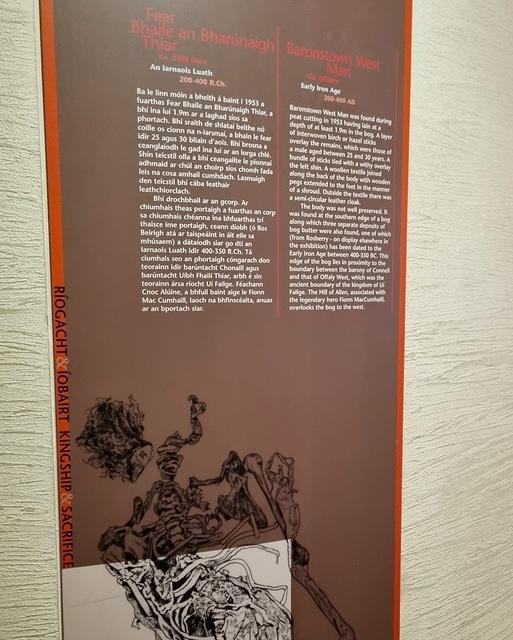 Fear
Bhaile an Bharúnaigh
Thiar
Co. Chill Dara
An Iarnaois Luath
200-400 R.Ch.
Ba le linn móin a bheith á baint i 1953 a
fuarthas Fear Bhaile an Bharúnaigh Thiar, a
bhí ina luí 1.9m ar a laghad síos sa
phortach. Bhí sraith de shlataí beithe nó
coille os cionn na n-iarsmaí, a bhain le fear
idir 25 agus 30 bliain d'aois. Bhí brosna a
ceanglaíodh le gad ina luí ar an lorga chlé.
Shín teistcil olla a bhí ceangailte le pionnaí
adhmaid ar chúl an choirp síos chomh fada
leis na cosa amhail cumhdach. Lasmuigh
den teistcíl bhí cába leathair
leathchiorclach.
Bhí drochbhail ar an gcorp. Ar
chiumhais theas portaigh a fuarthas an corp
sa chiumhais chéanna ina bhfuarthas trí
thaisce ime portaigh, ceann díobh (ó Ros
Beirigh atá ar taispeáint in áit eile sa
mhúsaem) a dátaíodh siar go dtí an
Iarnaois Luath idir 400-350 R.Ch. Tá
ciumhais seo an phortaigh cóngarach don
teorainn idir barúntacht Chonaill agus
barúntacht Uíbh Fhailí Thiar, arbh é sin
teorainn ársa ríocht Uí Failge. Féachann
Cnoc Alúine, a bhfuil baint aige le Fionn
Mac Cumhaill, laoch na bhfinscéalta, anuas
ar an bportach siar.
Baronstown West
Man
Co. Kildare
Early Iron Age
200-400 AD
Baronstown West Man was found during
peat cutting in 1953 having lain at a
depth of at least 1.9m in the bog. A layer
of interwoven birch or hazel sticks
overlay the remains, which were those of
a male aged between 25 and 30 years. A
bundle of sticks tied with a withy overlay
the left shin. A woollen textile joined
along the back of the body with wooden
pegs extended to the feet in the manner
of a shroud. Outside the textile there was
a semi-circular leather cloak.
The body was not well preserved. It
was found at the southern edge of a bog
along which three separate deposits of
bog butter were also found, one of which
(from Rosberry - on display elsewhere in
the exhibition) has been dated to the
Early Iron Age between 400-350 BC. This
edge of the bog lies in proximity to the
boundary between the barony of Connell
and that of Offaly West, which was the
ancient boundary of the kingdom of Uí
Failge. The Hill of Allen, associated with
the legendary hero Fionn MacCumhaill,
overlooks the bog to the west.
RÍOGACHT & ÍOBAIRT KINGSHIP & SACRIFICE